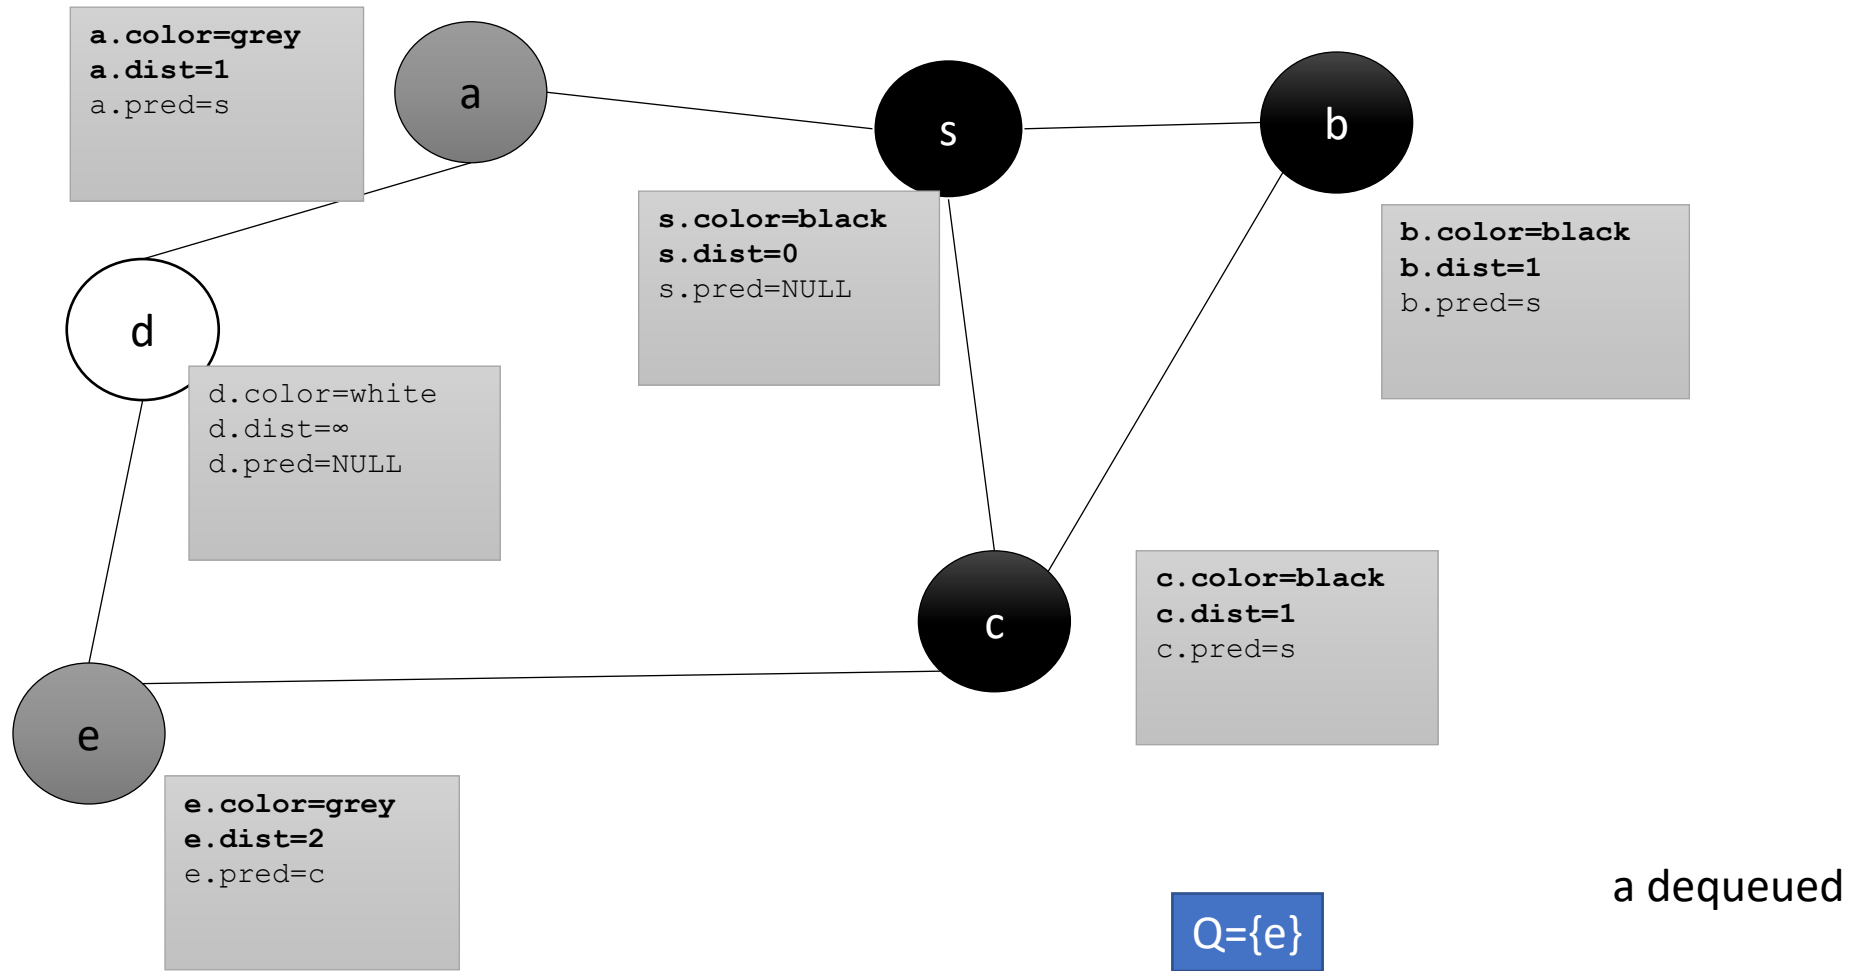 a.color=grey
a.dist=1
a.pred=s
a
s
b
s.color=black
s.dist=0
s.pred=NULL
b.color=black
b.dist=1
b.pred=s
d
d.color=white
d.dist=∞
d.pred=NULL
c
c.color=black
c.dist=1
c.pred=s
e
e.color=grey
e.dist=2
e.pred=c
a dequeued
Q={e}